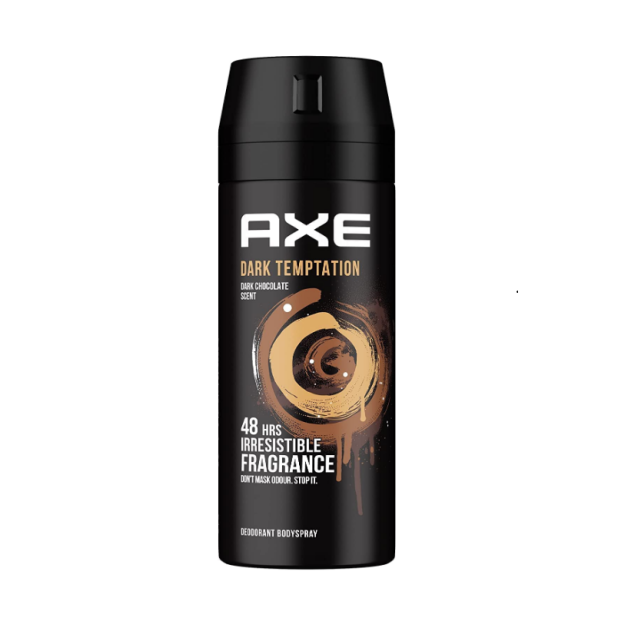 AXE
DARK TEMPTATION
DARK CHOCOLATE
SCENT
48 HRS
IRRESISTIBLE
FRAGRANCE
DON'T MASK ODOUR. STOP IT.
DEODORANT BODYSPRAY